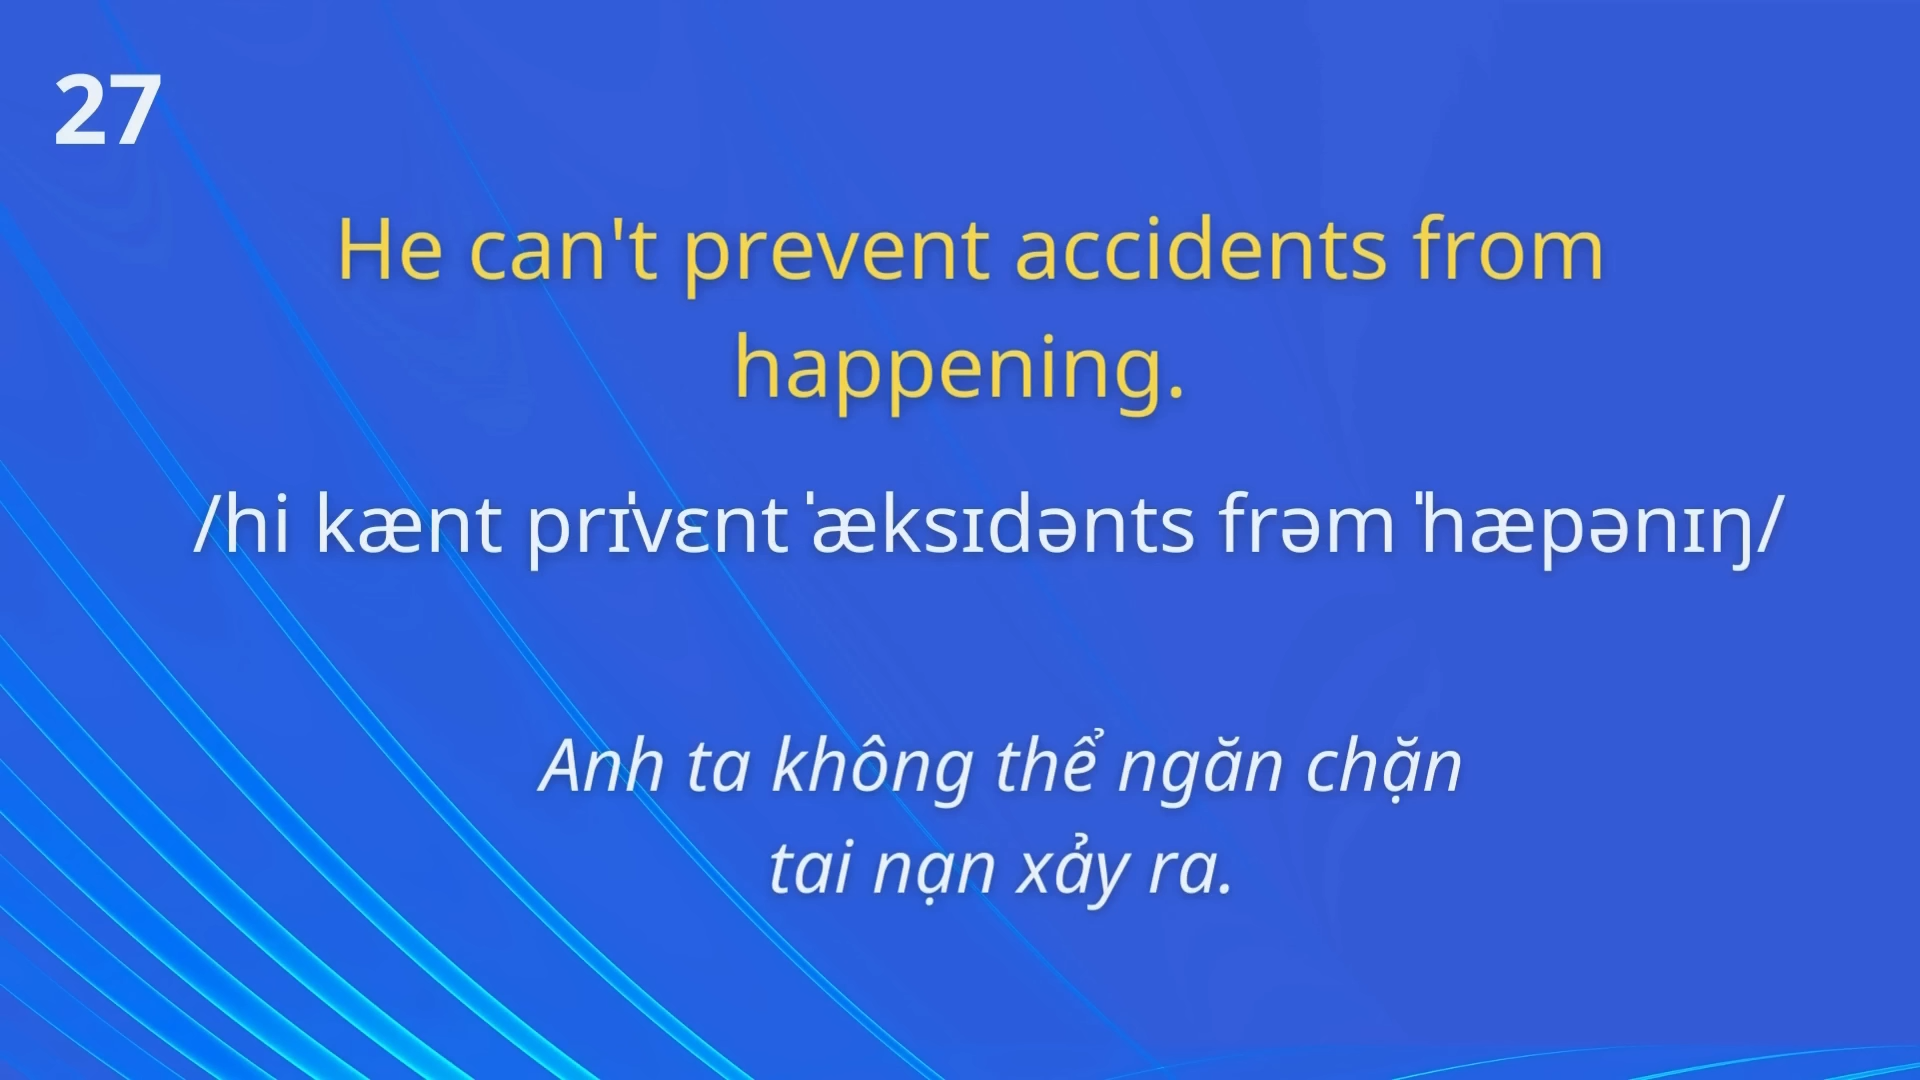 27
He can't prevent accidents from
happening.
/hi kænt prɪˈvɛnt ˈæksɪdənts frəm ˈhæpənɪŋ/
Anh ta không thể ngăn chặn
tai nạn xảy ra.